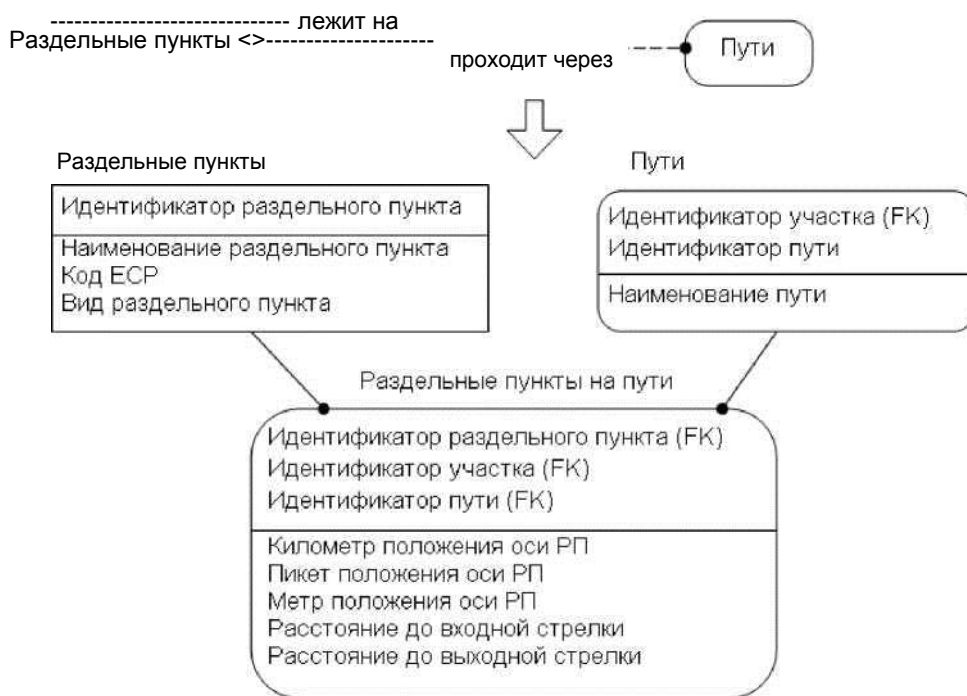 ------------------------------ лежит на
Раздельные пункты <>---------------------
проходит через
Пути
Раздельные пункты
Пути
Идентификатор раздельного пункта
Наименование раздельного пункта
Код ЕСР
Вид раздельного пункта
Идентификатор участка (FK)
Идентификатор пути
Наименование пути
Раздельные пункты на пути
Идентификатор раздельного пункта (FK)
Идентификатор участка (FK)
Идентификатор пути (FK)
Километр положения оси РП
Пикет положения оси РП
Метр положения оси РП
Расстояние до входной стрелки
Расстояние до выходной стрелки